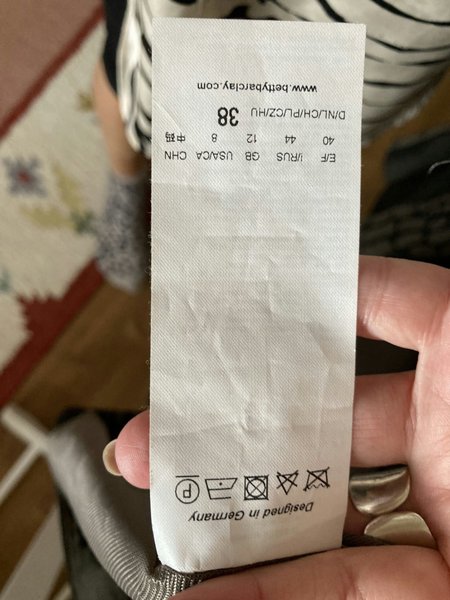 Designed in Germany
P
E/F I/RUS GB USA/CA CHN
40 44 12 8 中码
D/NL/CH/PL/CZ/HU 38
www.bettybarclay.com